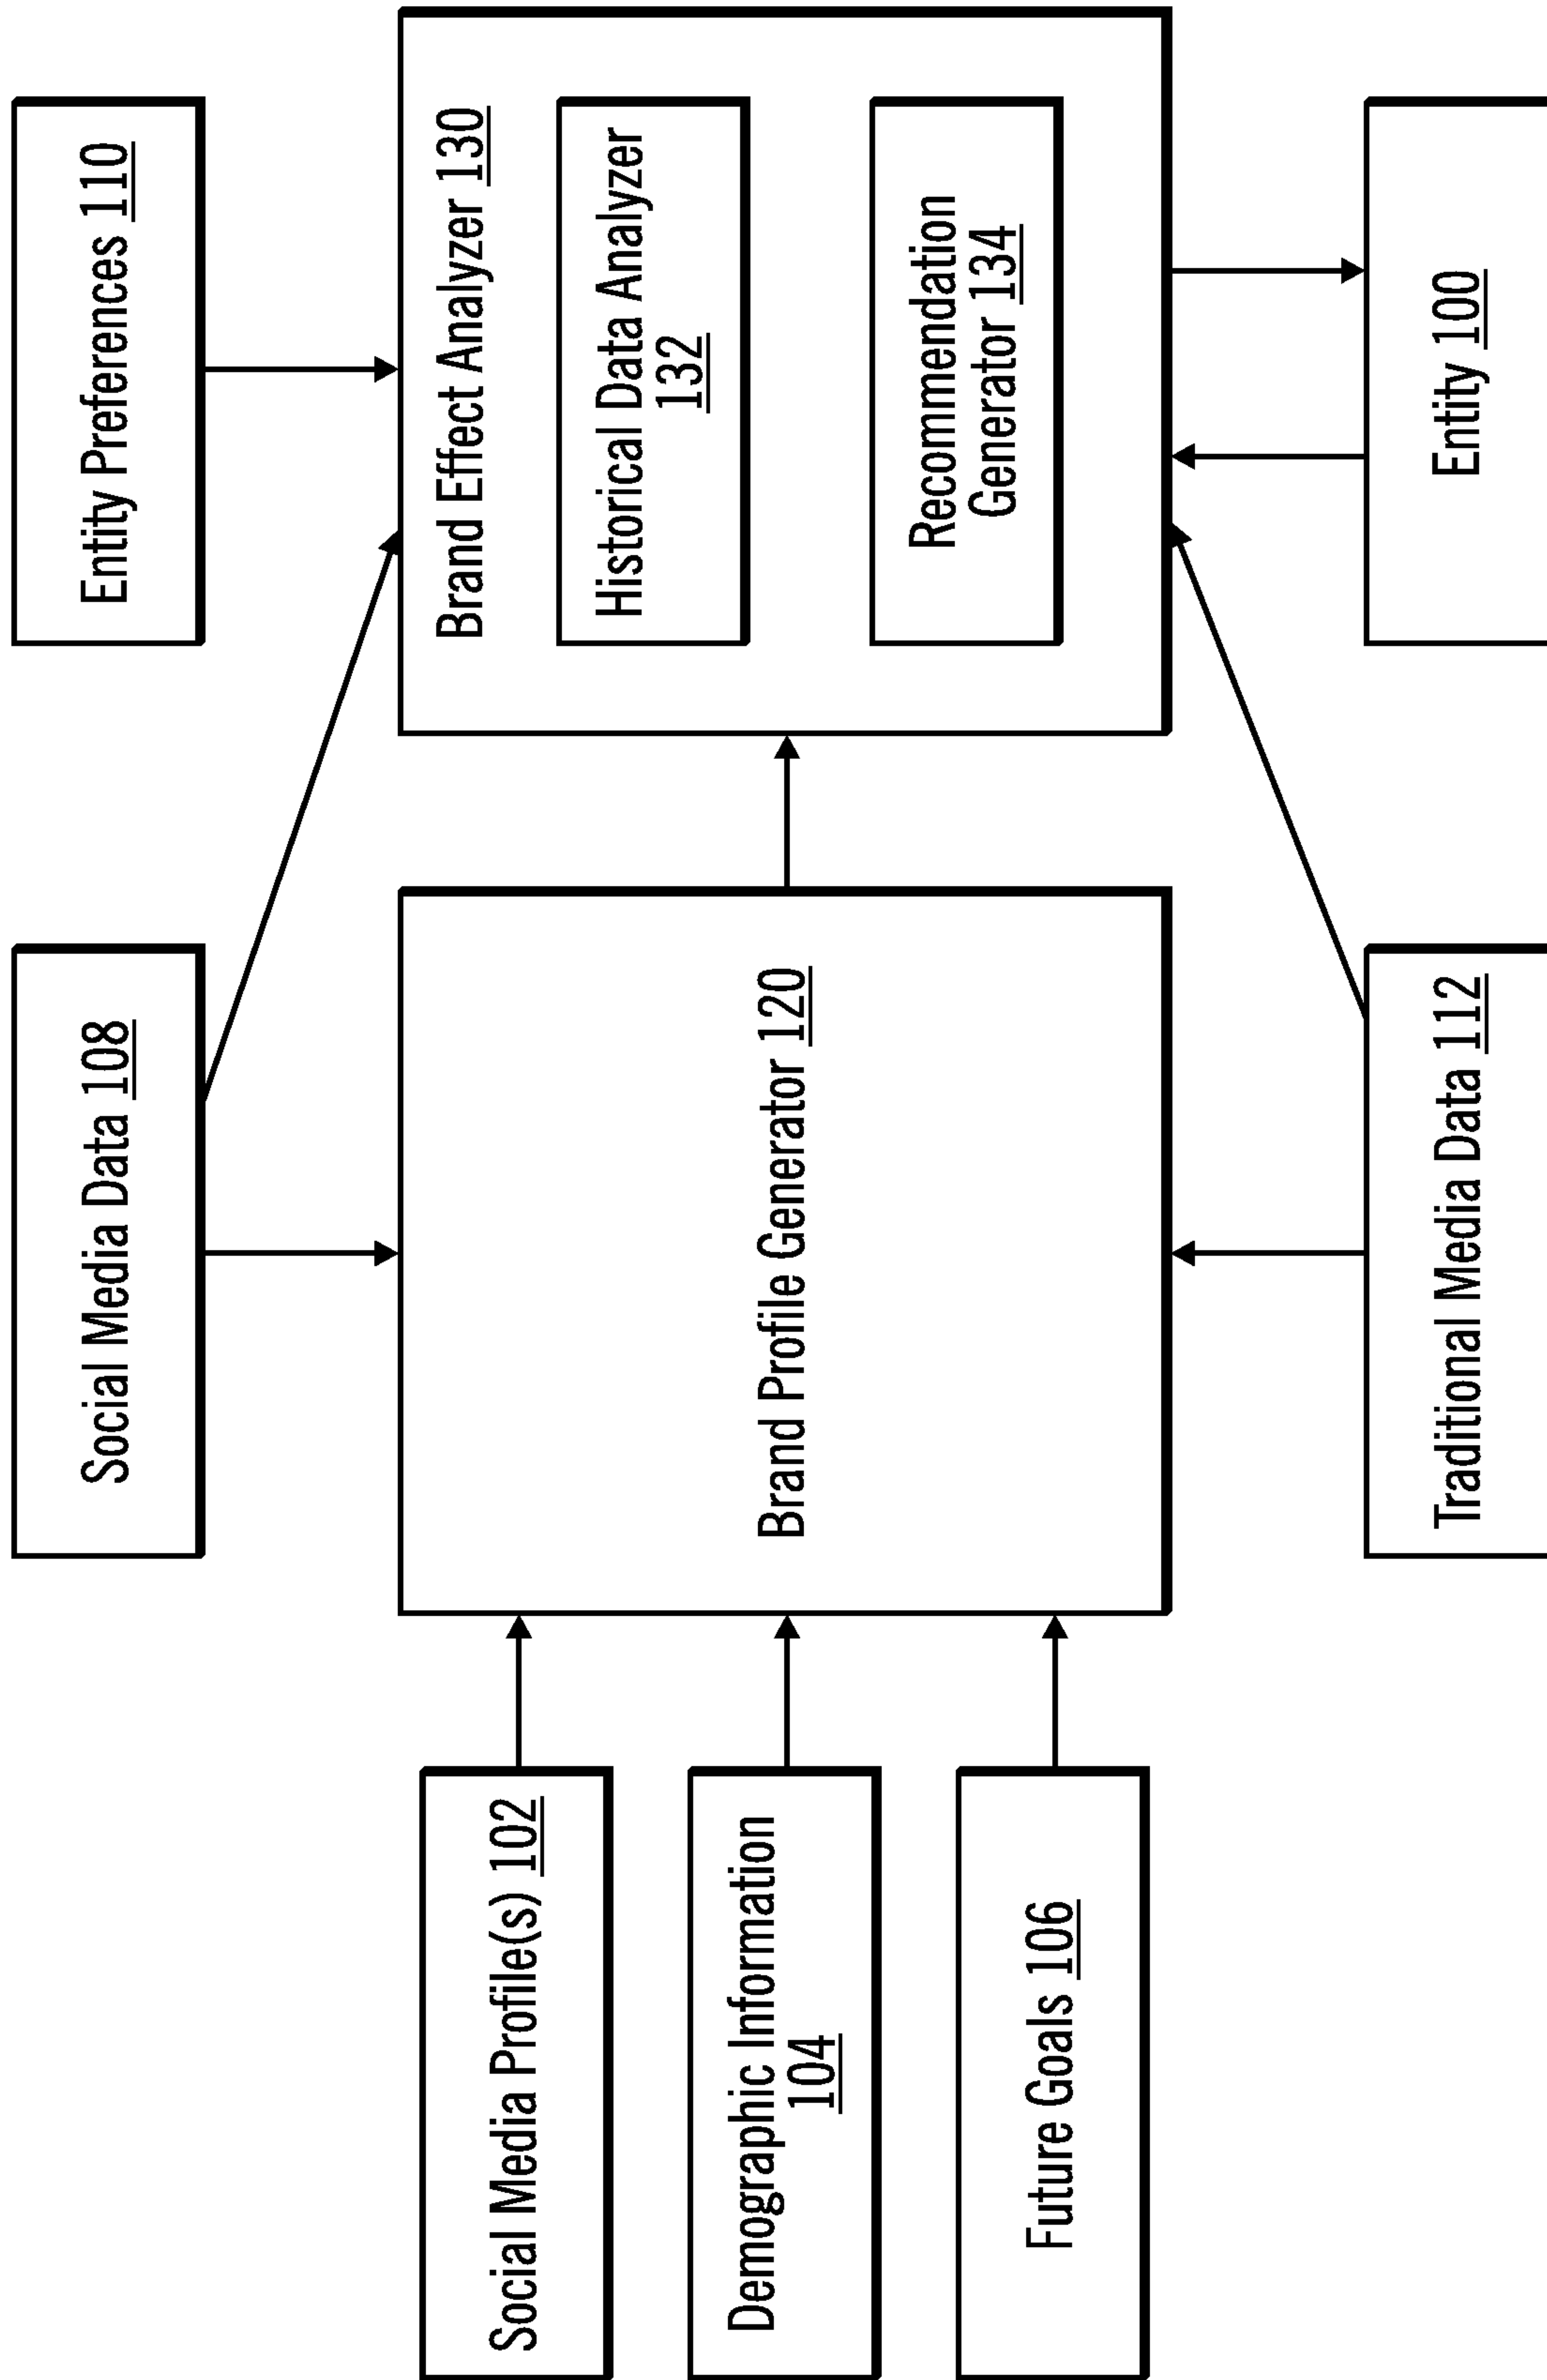 Social Media Data 108
Entity Preferences 110
Social Media Profile(s) 102
Demographic Information
104
Future Goals 106
Brand Profile Generator 120
Brand Effect Analyzer 130
Historical Data Analyzer
132
Recommendation
Generator 134
Traditional Media Data 112
Entity 100